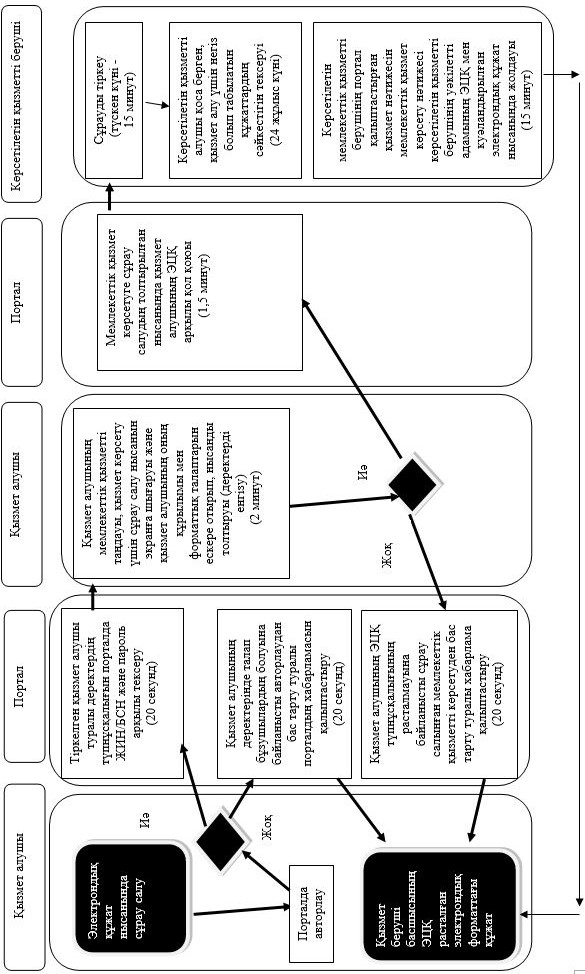 Қызмет алушы
Портал
Қызмет алушы
Портал
Көрсетілетін қызметті беруші
Электрондық
құжат
нысанында
сұрау салу
Иә
Жоқ
Порталда
авторлау
Қызмет
беруші
басшысының
ЭЦҚ
расталған
электрондық
форматтағы
құжат
Тіркелген қызмет алушы
туралы деректердің
түпнұсқалығын порталда
ЖИН/БСН және пароль
арқылы тексеру
(20 секунд)
Қызмет алушының
деректерінде талап
бұзушылардың болуына
байланысты авторлаудан
бас тарту туралы
порталдың хабарламасын
қалыптастыру
(20 секунд)
Қызмет алушының ЭЦҚ
түпнұсқалығының
расталмауына
байланысты сұрау
салынған мемлекеттік
қызметті көрсетуден бас
тарту туралы хабарлама
қалыптастыру
(20 секунд)
Қызмет алушының
мемлекеттік қызметті
таңдауы, қызмет көрсету
үшін сұрау салу нысанын
экранға шығаруы және
қызмет алушының оның
құрылымы мен
форматтық талаптарын
ескере отырып, нысанды
толтыруы (деректерді
енгізу)
(2 минут)
Иә
Жоқ
Мемлекеттік қызмет
көрсетуге сұрау
салудың толтырылған
нысанында қызмет
алушының ЭЦҚ
арқылы қол қоюы
(1,5 минут)
Сұрауды тіркеу
(түскен күні -
15 минут)
Көрсетілетін қызметті
алушы қоса берген,
қызмет алу үшін негіз
болып табылатын
құжаттардың
сәйкестігін тексеруі
(24 жұмыс күні)
Көрсетілетін
мемлекеттік қызметті
берушінің портал
қалыптастырған
қызмет нәтижесін
мемлекеттік қызмет
көрсету нәтижесі
көрсетілетін қызметті
берушінің уәкілетті
адамының ЭЦҚ мен
куәландырылған
электрондық құжат
нысанында жолдауы
(15 минут)